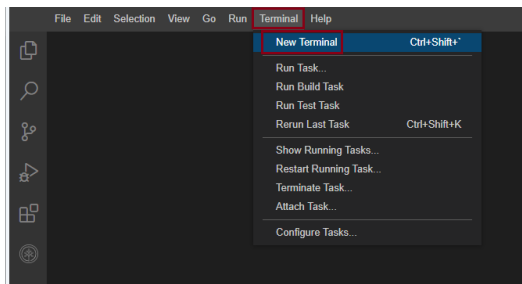 File Edit Selection View Go Run Terminal Help
New Terminal Ctrl+Shift+`
Run Task...
Run Build Task
Run Test Task
Rerun Last Task Ctrl+Shift+K
Show Running Tasks...
Restart Running Task...
Terminate Task...
Attach Task...
Configure Tasks...